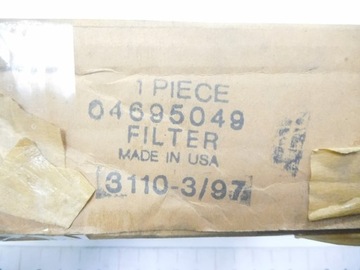 1 PIECE
04695049
FILTER
MADE IN USA
3110-3/97